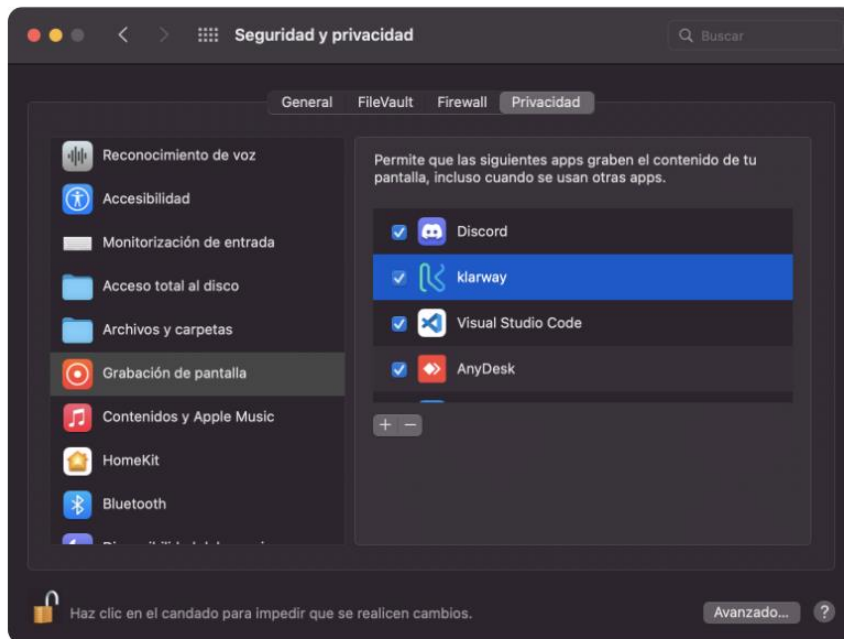 Seguridad y privacidad
Buscar
General FileVault Firewall Privacidad
Reconocimiento de voz
Accesibilidad
Monitorización de entrada
Acceso total al disco
Archivos y carpetas
Grabación de pantalla
Contenidos y Apple Music
HomeKit
Bluetooth
Permite que las siguientes apps graben el contenido de tu
pantalla, incluso cuando se usan otras apps.
Discord
klarway
Visual Studio Code
AnyDesk
Haz clic en el candado para impedir que se realicen cambios.
Avanzado...
?